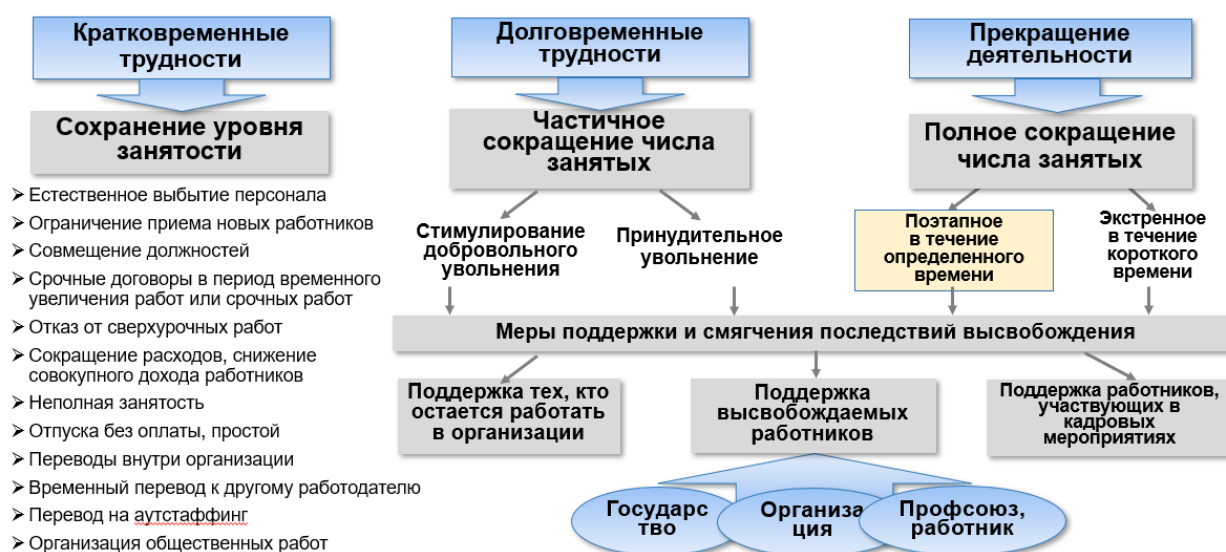 Кратковременные
трудности
Сохранение уровня
занятости
Естественное выбытие персонала
Ограничение приема новых работников
Совмещение должностей
Срочные договоры в период временного
увеличения работ или срочных работ
Отказ от сверхурочных работ
Сокращение расходов, снижение
совокупного дохода работников
Неполная занятость
Отпуска без оплаты, простой
Переводы внутри организации
Временный перевод к другому работодателю
Перевод на аутстаффинг
Организация общественных работ
Долговременные
трудности
Частичное
сокращение числа
занятых
Стимулирование
добровольного
увольнения
Принудительное
увольнение
Прекращение
деятельности
Полное сокращение
числа занятых
Поэтапное
в течение
определенного
времени
Экстренное
в течение
короткого
времени
Меры поддержки и смягчения последствий высвобождения
Поддержка тех, кто
остается работать
в организации
Поддержка
высвобождаемых
работников
Поддержка работников,
участвующих в
кадровых
мероприятиях
Государс
тво
Организа
ция
Профсоюз,
работник